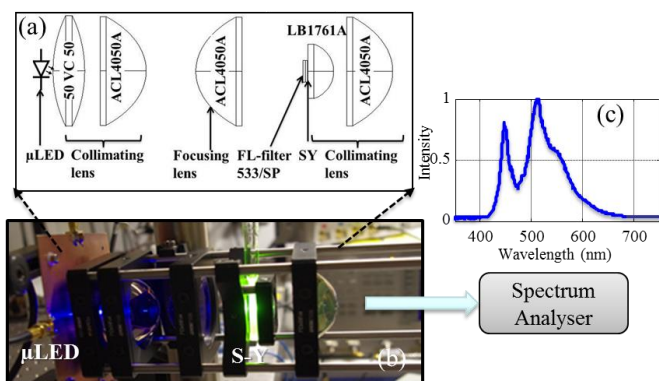 (a)
50 VC 50
ACL4050A
ACL4050A
LB1761A
ACL4050A
µLED
Collimating
lens
Focusing
lens
FL-filter
533/SP
SY
Collimating
lens
(c)
Intensity
1
0.5
0
400
500
600
700
Wavelength (nm)
µLED
S-Y
(b)
Spectrum
Analyser